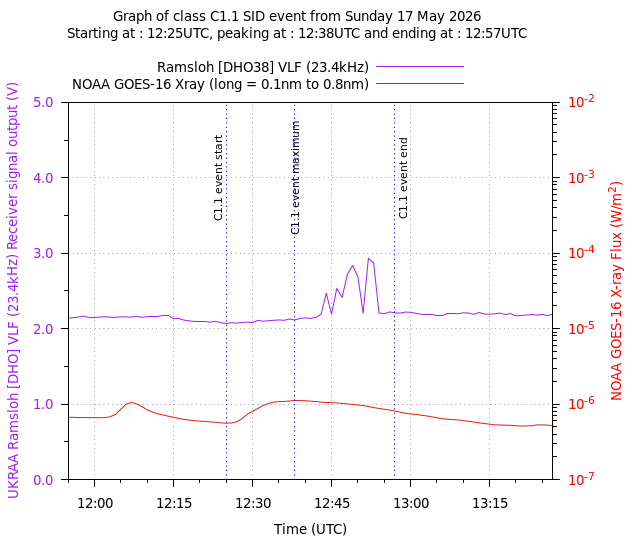 Graph of class C1.1 SID event from Sunday 17 May 2026
Starting at : 12:25UTC, peaking at : 12:38UTC and ending at : 12:57UTC
Ramsloh [DHO38] VLF (23.4kHz)
NOAA GOES-16 Xray (long = 0.1nm to 0.8nm)
UKRAA Ramsloh [DHO] VLF (23.4kHz) Receiver signal output (V)
5.0
4.0
3.0
2.0
1.0
0.0
C1.1 event start
C1.1 event maximum
C1.1 event end
10-2
10-3
10-4
10-5
10-6
10-7
NOAA GOES-16 X-ray Flux (W/m2)
12:00 12:15 12:30 12:45 13:00 13:15
Time (UTC)